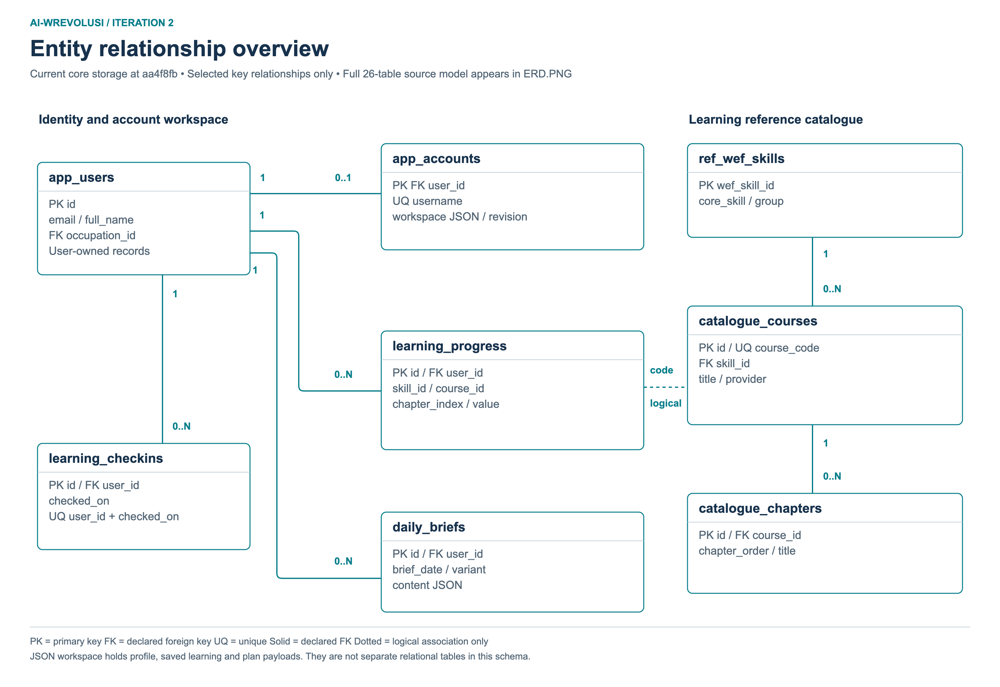 AI-WREVOLUSI / ITERATION 2
Entity relationship overview
Current core storage at aa4f8fb • Selected key relationships only • Full 26-table source model appears in ERD.PNG
Identity and account workspace
Learning reference catalogue
app_users
PK id
email / full_name
FK occupation_id
User-owned records
1
0..1
1
1
1
0..N
app_accounts
PK FK user_id
UQ username
workspace JSON / revision
ref_wef_skills
PK wef_skill_id
core_skill / group
1
0..N
learning_progress
PK id / FK user_id
skill_id / course_id
chapter_index / value
0..N
code
logical
catalogue_courses
PK id / UQ course_code
FK skill_id
title / provider
1
0..N
learning_checkins
PK id / FK user_id
checked_on
UQ user_id + checked_on
0..N
daily_briefs
PK id / FK user_id
brief_date / variant
content JSON
catalogue_chapters
PK id / FK course_id
chapter_order / title
PK = primary key FK = declared foreign key UQ = unique Solid = declared FK Dotted = logical association only
JSON workspace holds profile, saved learning and plan payloads. They are not separate relational tables in this schema.